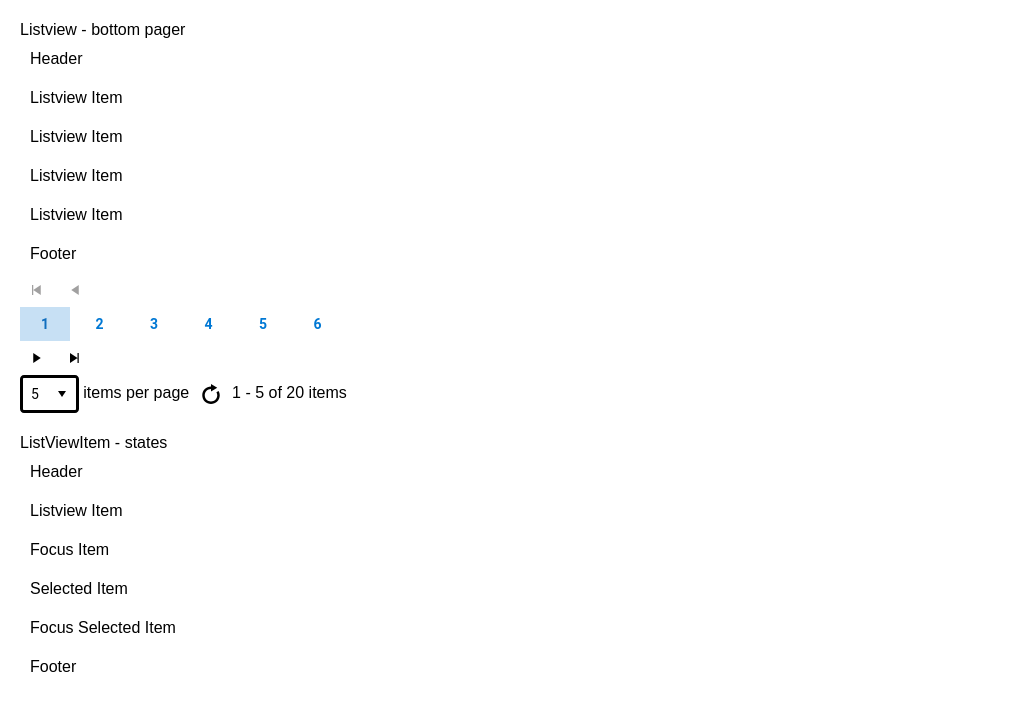 Listview - bottom pager
Header
Listview Item
Listview Item
Listview Item
Listview Item
Footer
1 2 3 4 5 6
5 items per page 1 - 5 of 20 items
ListViewItem - states
Header
Listview Item
Focus Item
Selected Item
Focus Selected Item
Footer